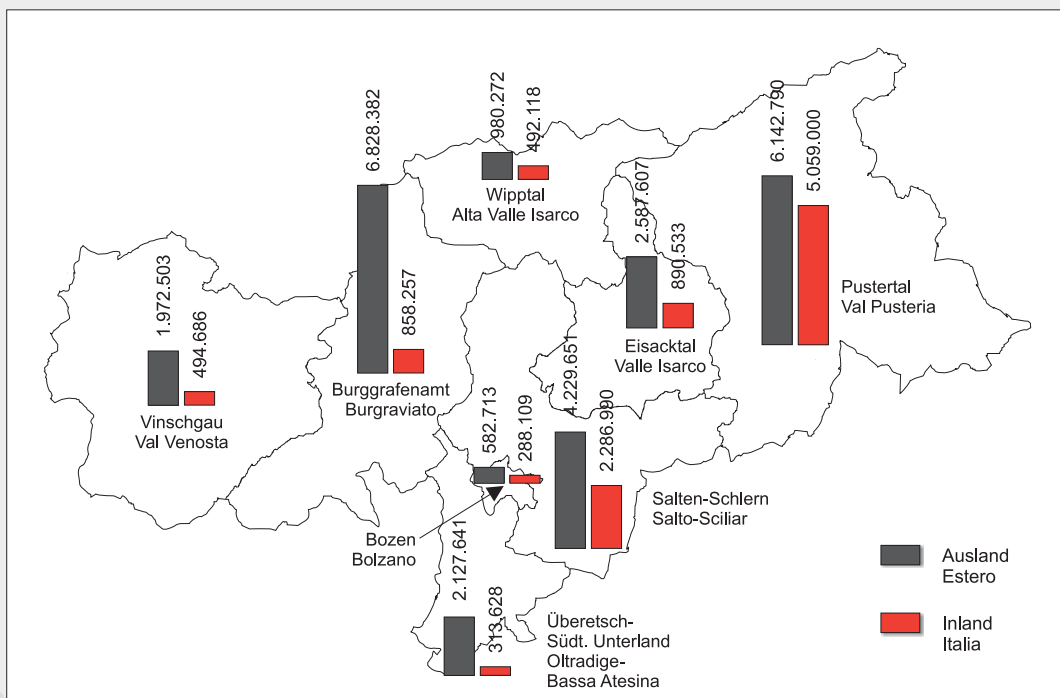 980.272
492.118
Wipptal
Alta Valle Isarco
6.828.382
858.257
Burggrafenamt
Burgraviato
6.142.790
5.059.000
Pustertal
Val Pusteria
2.587.607
890.533
Eisacktal
Valle Isarco
1.972.503
494.686
Vinschgau
Val Venosta
582.713
288.109
Bozen
Bolzano
4.229.651
2.286.990
Salten-Schlern
Salto-Sciliar
2.127.641
313.628
Überetsch-
Südt. Unterland
Oltradige-
Bassa Atesina
Ausland
Estero
Inland
Italia